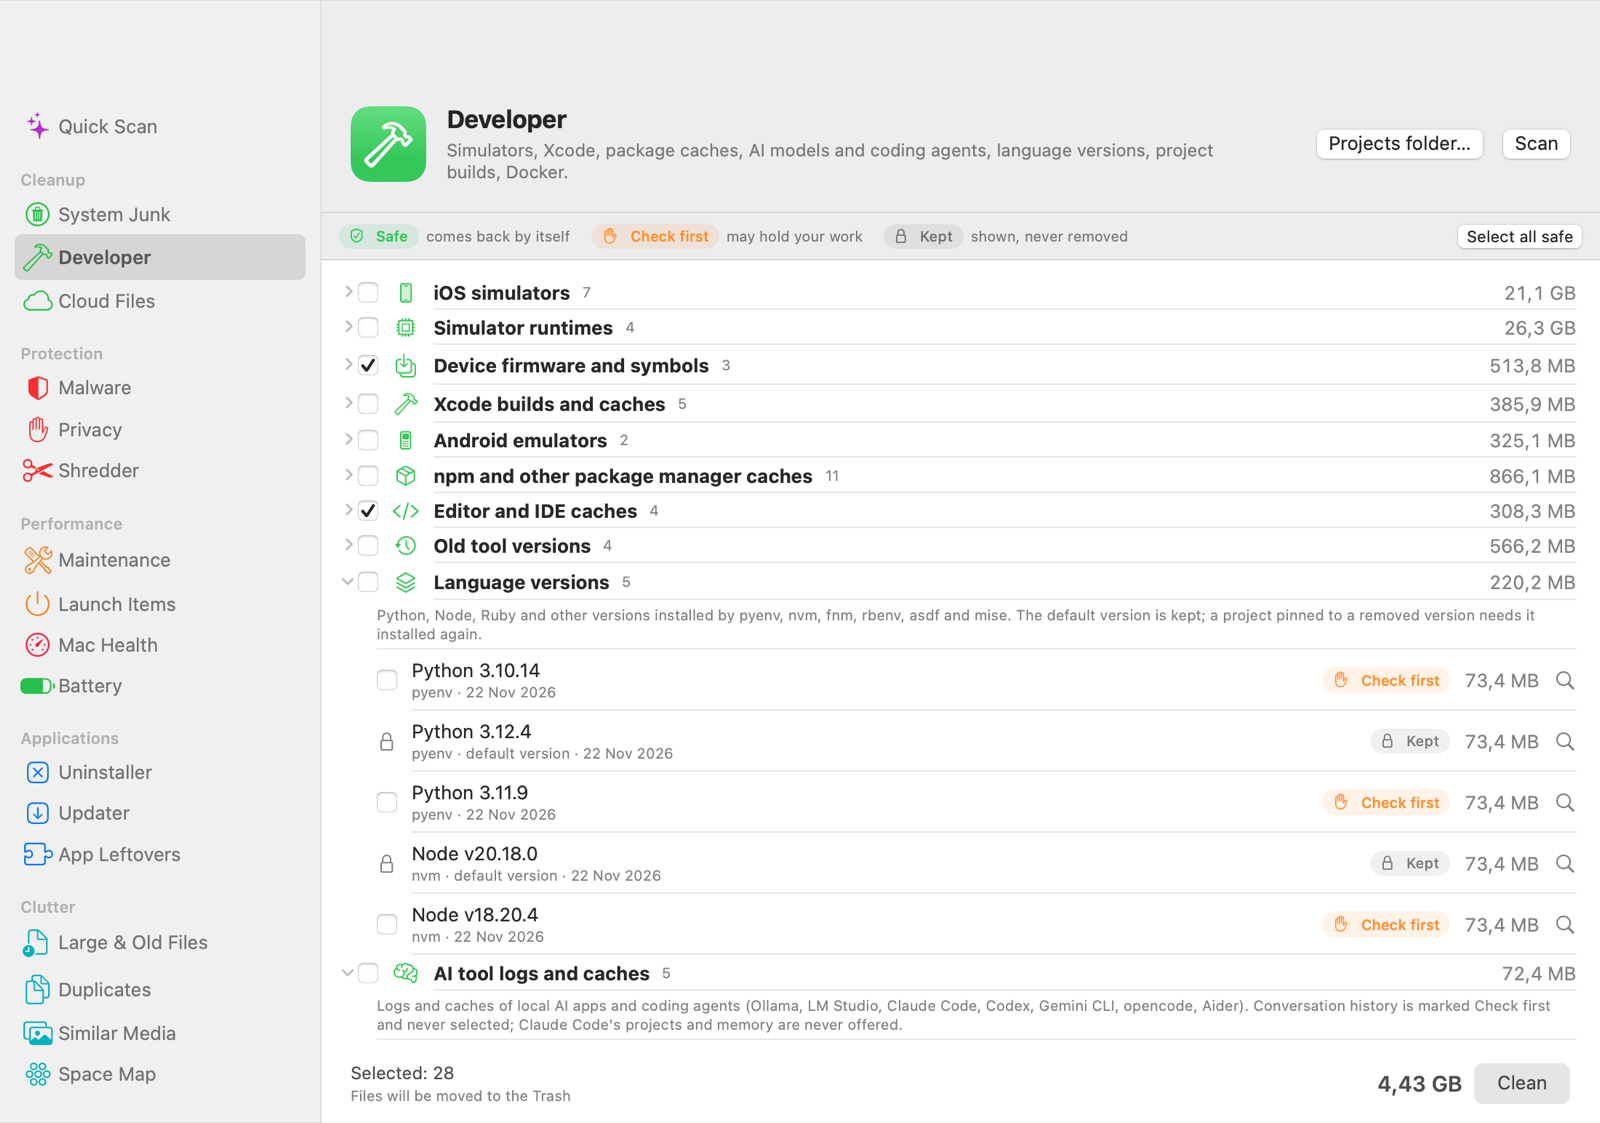 Quick Scan
Cleanup
System Junk
Developer
Cloud Files
Protection
Malware
Privacy
Shredder
Performance
Maintenance
Launch Items
Mac Health
Battery
Applications
Uninstaller
Updater
App Leftovers
Clutter
Large & Old Files
Duplicates
Similar Media
Space Map
Developer
Simulators, Xcode, package caches, AI models and coding agents, language versions, project
builds, Docker.
Projects folder...
Scan
Safe comes back by itself Check first may hold your work Kept shown, never removed
Select all safe
iOS simulators 7 21,1 GB
Simulator runtimes 4 26,3 GB
Device firmware and symbols 3 513,8 MB
Xcode builds and caches 5 385,9 MB
Android emulators 2 325,1 MB
npm and other package manager caches 11 866,1 MB
Editor and IDE caches 4 308,3 MB
Old tool versions 4 566,2 MB
Language versions 5 220,2 MB
Python, Node, Ruby and other versions installed by pyenv, nvm, fnm, rbenv, asdf and mise. The default version is kept; a project pinned to a removed version needs it
installed again.
Python 3.10.14
pyenv · 22 Nov 2026
Check first 73,4 MB
Python 3.12.4
pyenv · default version · 22 Nov 2026
Kept 73,4 MB
Python 3.11.9
pyenv · 22 Nov 2026
Check first 73,4 MB
Node v20.18.0
nvm · default version · 22 Nov 2026
Kept 73,4 MB
Node v18.20.4
nvm · 22 Nov 2026
Check first 73,4 MB
AI tool logs and caches 5 72,4 MB
Logs and caches of local AI apps and coding agents (Ollama, LM Studio, Claude Code, Codex, Gemini CLI, opencode, Aider). Conversation history is marked Check first
and never selected; Claude Code's projects and memory are never offered.
Selected: 28
Files will be moved to the Trash
4,43 GB
Clean